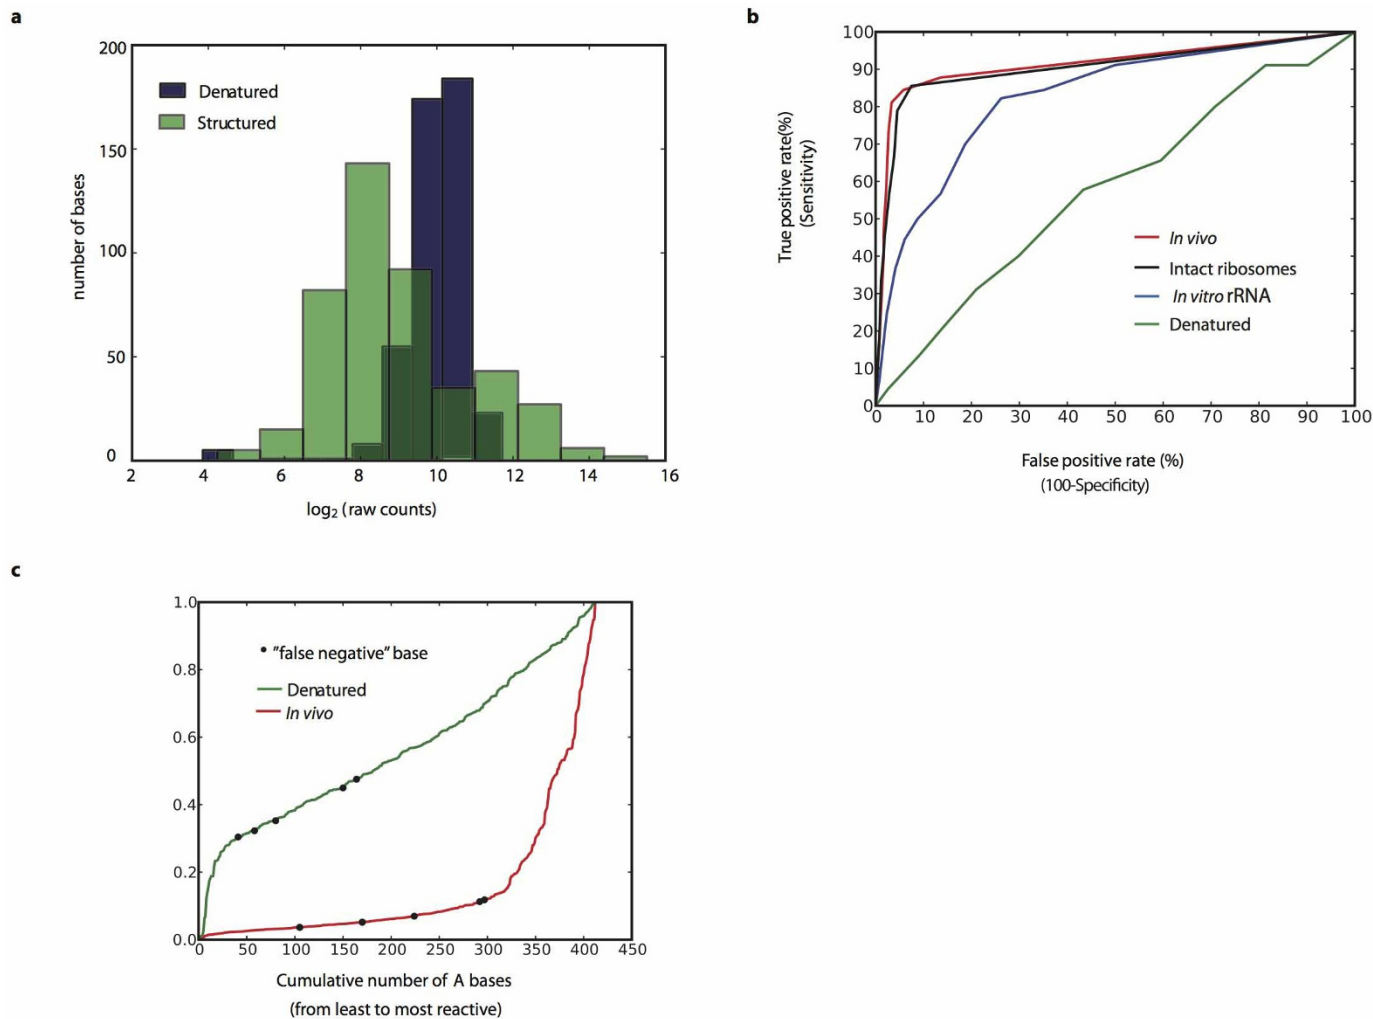 a
200
150
100
50
0
number of bases
Denatured
Structured
2 4 6 8 10 12 14 16
log₂ (raw counts)
b
100
90
80
70
60
50
40
30
20
10
0
True positive rate(%)
(Sensitivity)
In vivo
Intact ribosomes
In vitro rRNA
Denatured
0 10 20 30 40 50 60 70 80 90 100
False positive rate (%)
(100-Specificity)
c
1.0
0.8
0.6
0.4
0.2
0.0
"false negative" base
Denatured
In vivo
0 50 100 150 200 250 300 350 400 450
Cumulative number of A bases
(from least to most reactive)